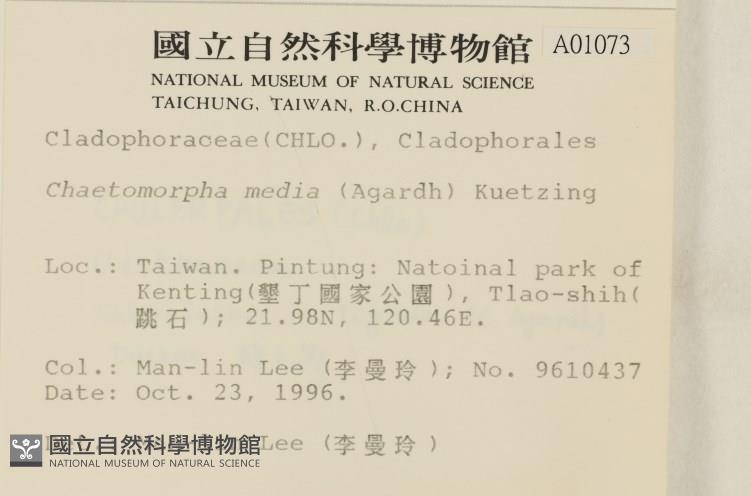 國立自然科學博物館 A01073
NATIONAL MUSEUM OF NATURAL SCIENCE
TAICHUNG, TAIWAN, R.O.CHINA
Cladophoraceae(CHLO.), Cladophorales
Chaetomorpha media (Agardh) Kuetzing
Loc.: Taiwan. Pintung: Natoinal park of
Kenting(墾丁國家公園), Tlao-shih(
跳石); 21.98N, 120.46E.
Col.: Man-lin Lee (李曼玲); No. 9610437
Date: Oct. 23, 1996.
Lee (李曼玲)
國立自然科學博物館
NATIONAL MUSEUM OF NATURAL SCIENCE